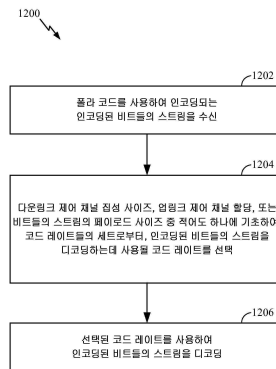 1200
1202
폴라 코드를 사용하여 인코딩되는
인코딩된 비트들의 스트링을 수신
1204
다운링크 제어 채널 집성 사이즈, 업링크 제어 채널 할당, 또는
비트들의 스트링의 페이로드 사이즈 중 적어도 하나에 기초하여
코드 레이트들의 세트로부터, 인코딩된 비트들의 스트링을
디코딩하는데 사용될 코드 레이트를 선택
1206
선택된 코드 레이트를 사용하여
인코딩된 비트들의 스트링을 디코딩